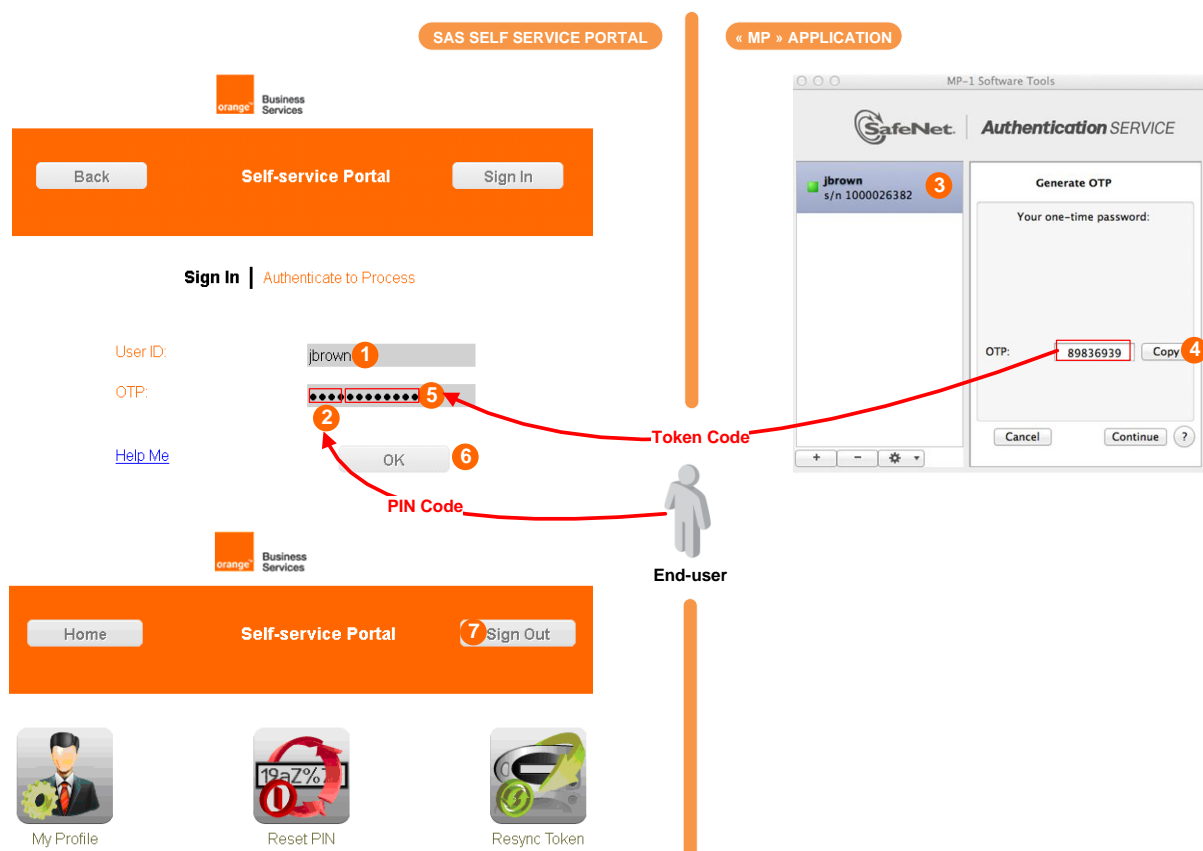 SAS SELF SERVICE PORTAL
« MP » APPLICATION
orange™
Business
Services
Back
Self-service Portal
Sign In
Sign In | Authenticate to Process
User ID:
jbrown
1
OTP:
5
2
Help Me
OK
6
PIN Code
Token Code
End-user
MP-1 Software Tools
SafeNet.
Authentication SERVICE
jbrown
s/n 1000026382
3
Generate OTP
Your one-time password:
OTP:
89836939
Copy
4
Cancel
Continue
?
+
−
orange™
Business
Services
Home
Self-service Portal
7
Sign Out
19aZ%
My Profile
Reset PIN
Resync Token